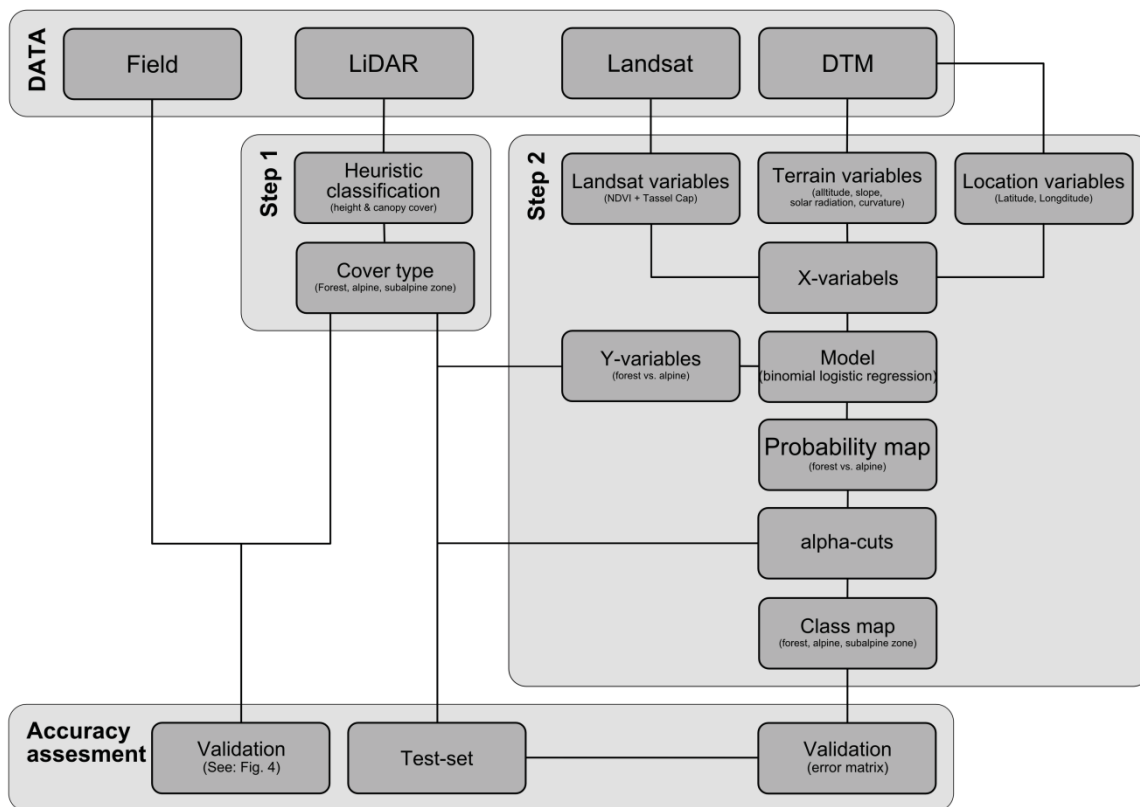 DATA
Field
LiDAR
Landsat
DTM
Step 1
Heuristic
classification
(height & canopy cover)
Cover type
(Forest, alpine, subalpine zone)
Step 2
Landsat variables
(NDVI + Tassel Cap)
Terrain variables
(alltitude, slope,
solar radiation, curvature)
Location variables
(Latitude, Longditude)
X-variabels
Y-variables
(forest vs. alpine)
Model
(binomial logistic regression)
Probability map
(forest vs. alpine)
alpha-cuts
Class map
(forest, alpine, subalpine zone)
Accuracy
assesment
Validation
(See: Fig. 4)
Test-set
Validation
(error matrix)